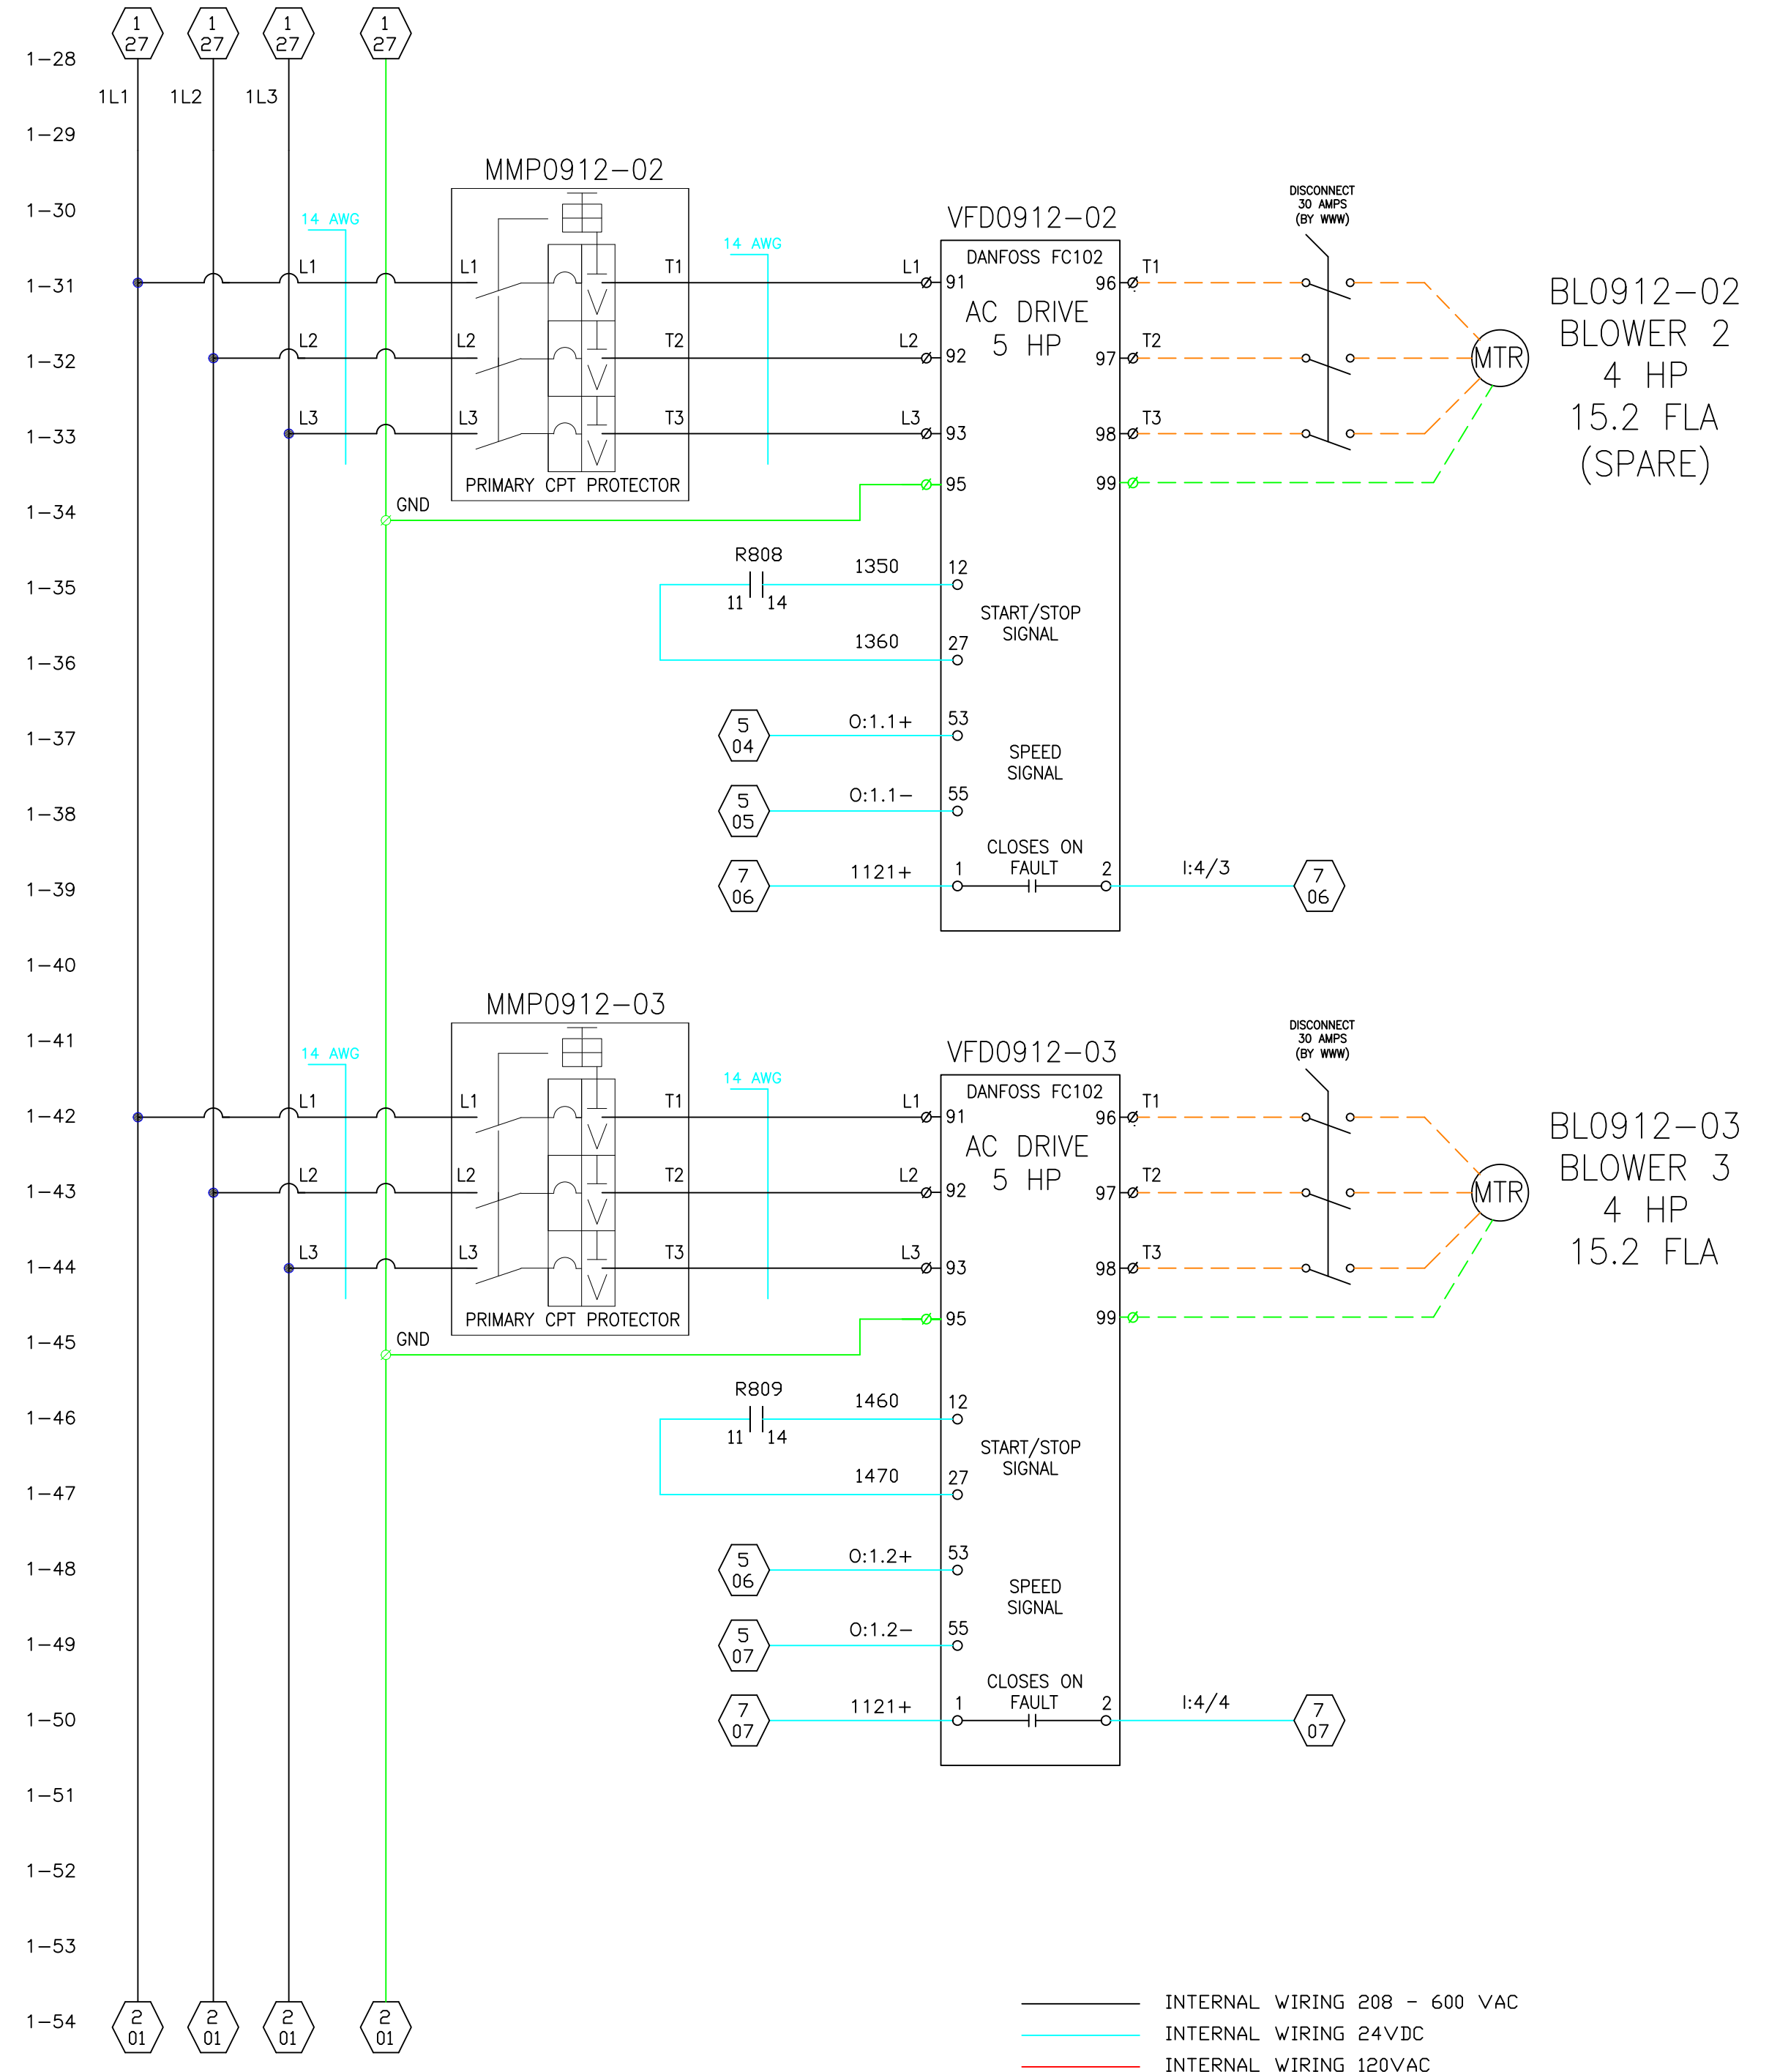 1 1 1 1
27 27 27 27
1-28
1L1 1L2 1L3
1-29
MMP0912-02
DISCONNECT
30 AMPS
(BY WWW)
1-30
14 AWG
VFD0912-02
14 AWG
DANFOSS FC102
L1 L1 T1 L1 91 96 T1
1-31
BL0912-02
AC DRIVE
BLOWER 2
5 HP
L2 L2 T2 L2 92 97 T2
MTR
1-32
4 HP
15.2 FLA
L3 L3 T3 L3 93 98 T3
1-33
(SPARE)
PRIMARY CPT PROTECTOR
95 99
GND
1-34
R808
1350 12
1-35
11 14
START/STOP
SIGNAL
1360 27
1-36
5
04
O:1.1+ 53
1-37
SPEED
SIGNAL
5
05
O:1.1- 55
1-38
CLOSES ON
FAULT
7
06
1121+ 1 2 I:4/3
7
06
1-39
1-40
MMP0912-03
DISCONNECT
30 AMPS
(BY WWW)
1-41
14 AWG
VFD0912-03
14 AWG
DANFOSS FC102
L1 L1 T1 L1 91 96 T1
1-42
BL0912-03
AC DRIVE
BLOWER 3
5 HP
L2 L2 T2 L2 92 97 T2
MTR
1-43
4 HP
15.2 FLA
L3 L3 T3 L3 93 98 T3
1-44
PRIMARY CPT PROTECTOR
95 99
GND
1-45
R809
1460 12
1-46
11 14
START/STOP
SIGNAL
1470 27
1-47
5
06
O:1.2+ 53
1-48
SPEED
SIGNAL
5
07
O:1.2- 55
1-49
CLOSES ON
FAULT
7
07
1121+ 1 2 I:4/4
7
07
1-50
1-51
1-52
1-53
1-54
2 2 2 2
01 01 01 01
INTERNAL WIRING 208 - 600 VAC
INTERNAL WIRING 24VDC
INTERNAL WIRING 120VAC